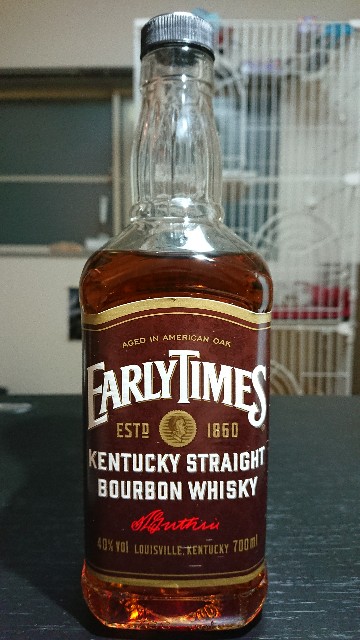 AGED IN AMERICAN OAK
EARLY TIMES
ESTD 1860
KENTUCKY STRAIGHT
BOURBON WHISKY
40% vol LOUISVILLE, KENTUCKY 700ml